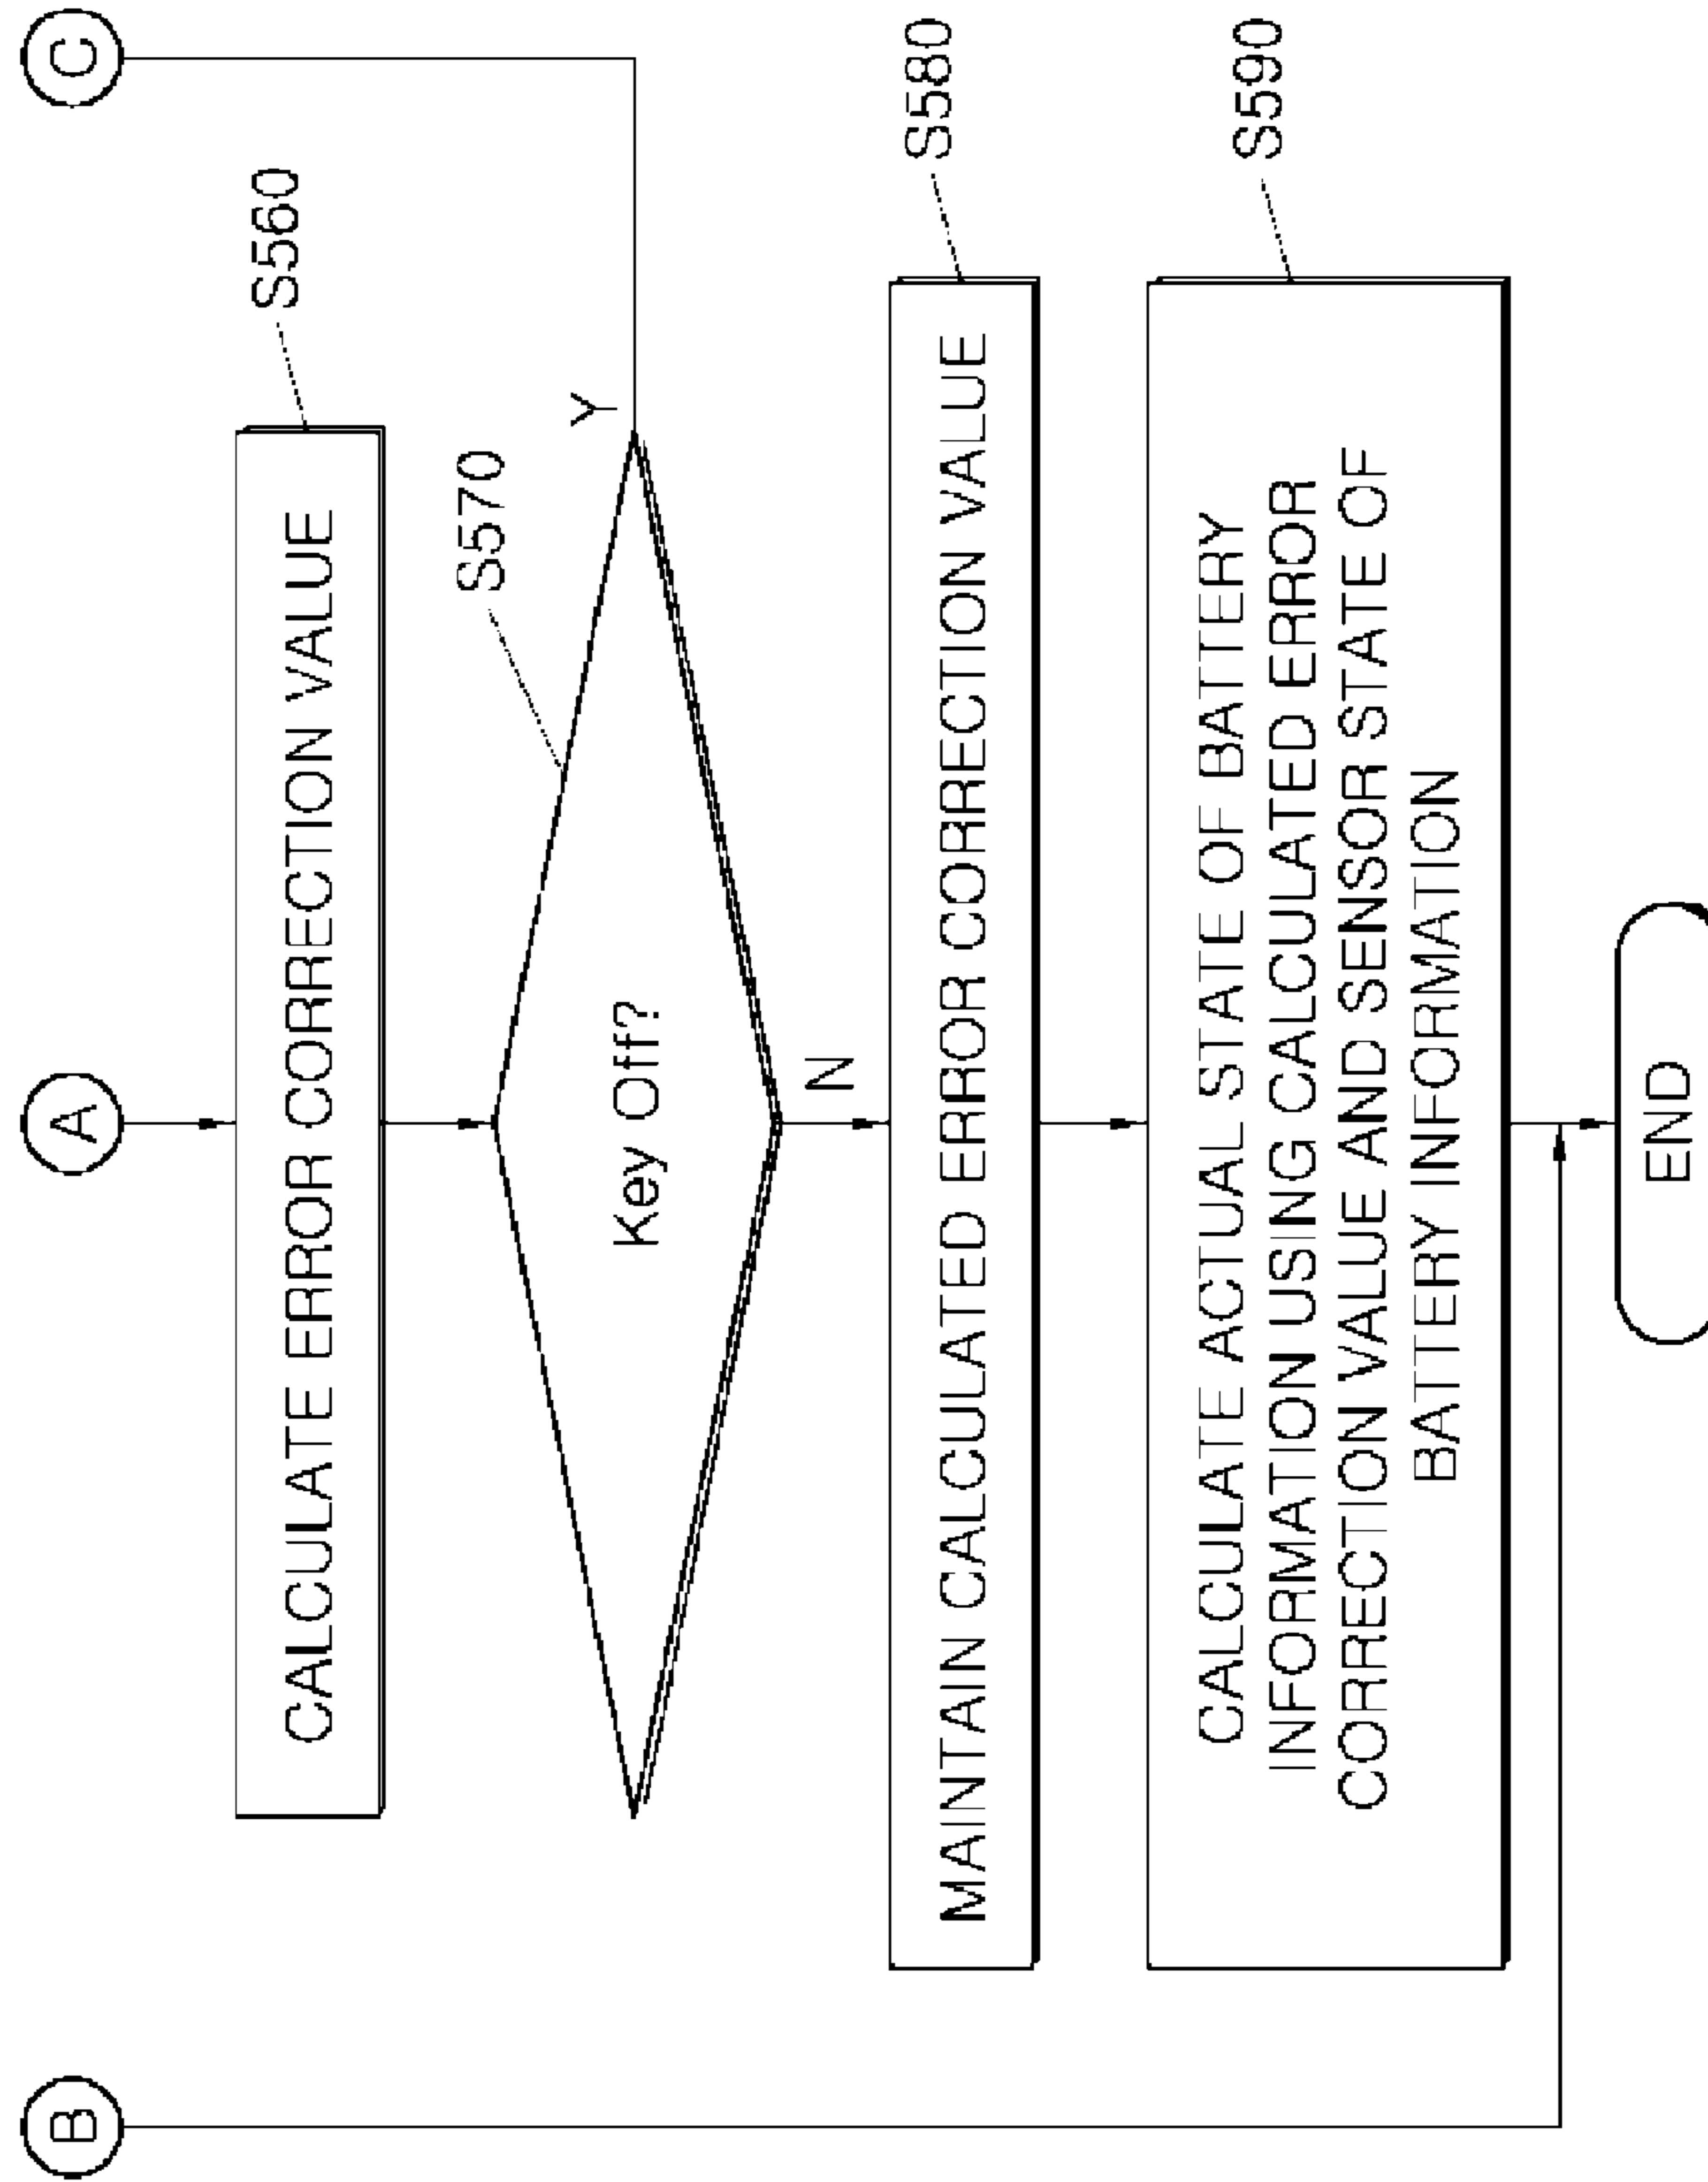 B
A
C
CALCULATE ERROR CORRECTION VALUE
S560
Key Off?
S570
Y
N
MAINTAIN CALCULATED ERROR CORRECTION VALUE
S580
CALCULATE ACTUAL STATE OF BATTERY
INFORMATION USING CALCULATED ERROR
CORRECTION VALUE AND SENSOR STATE OF
BATTERY INFORMATION
S590
END